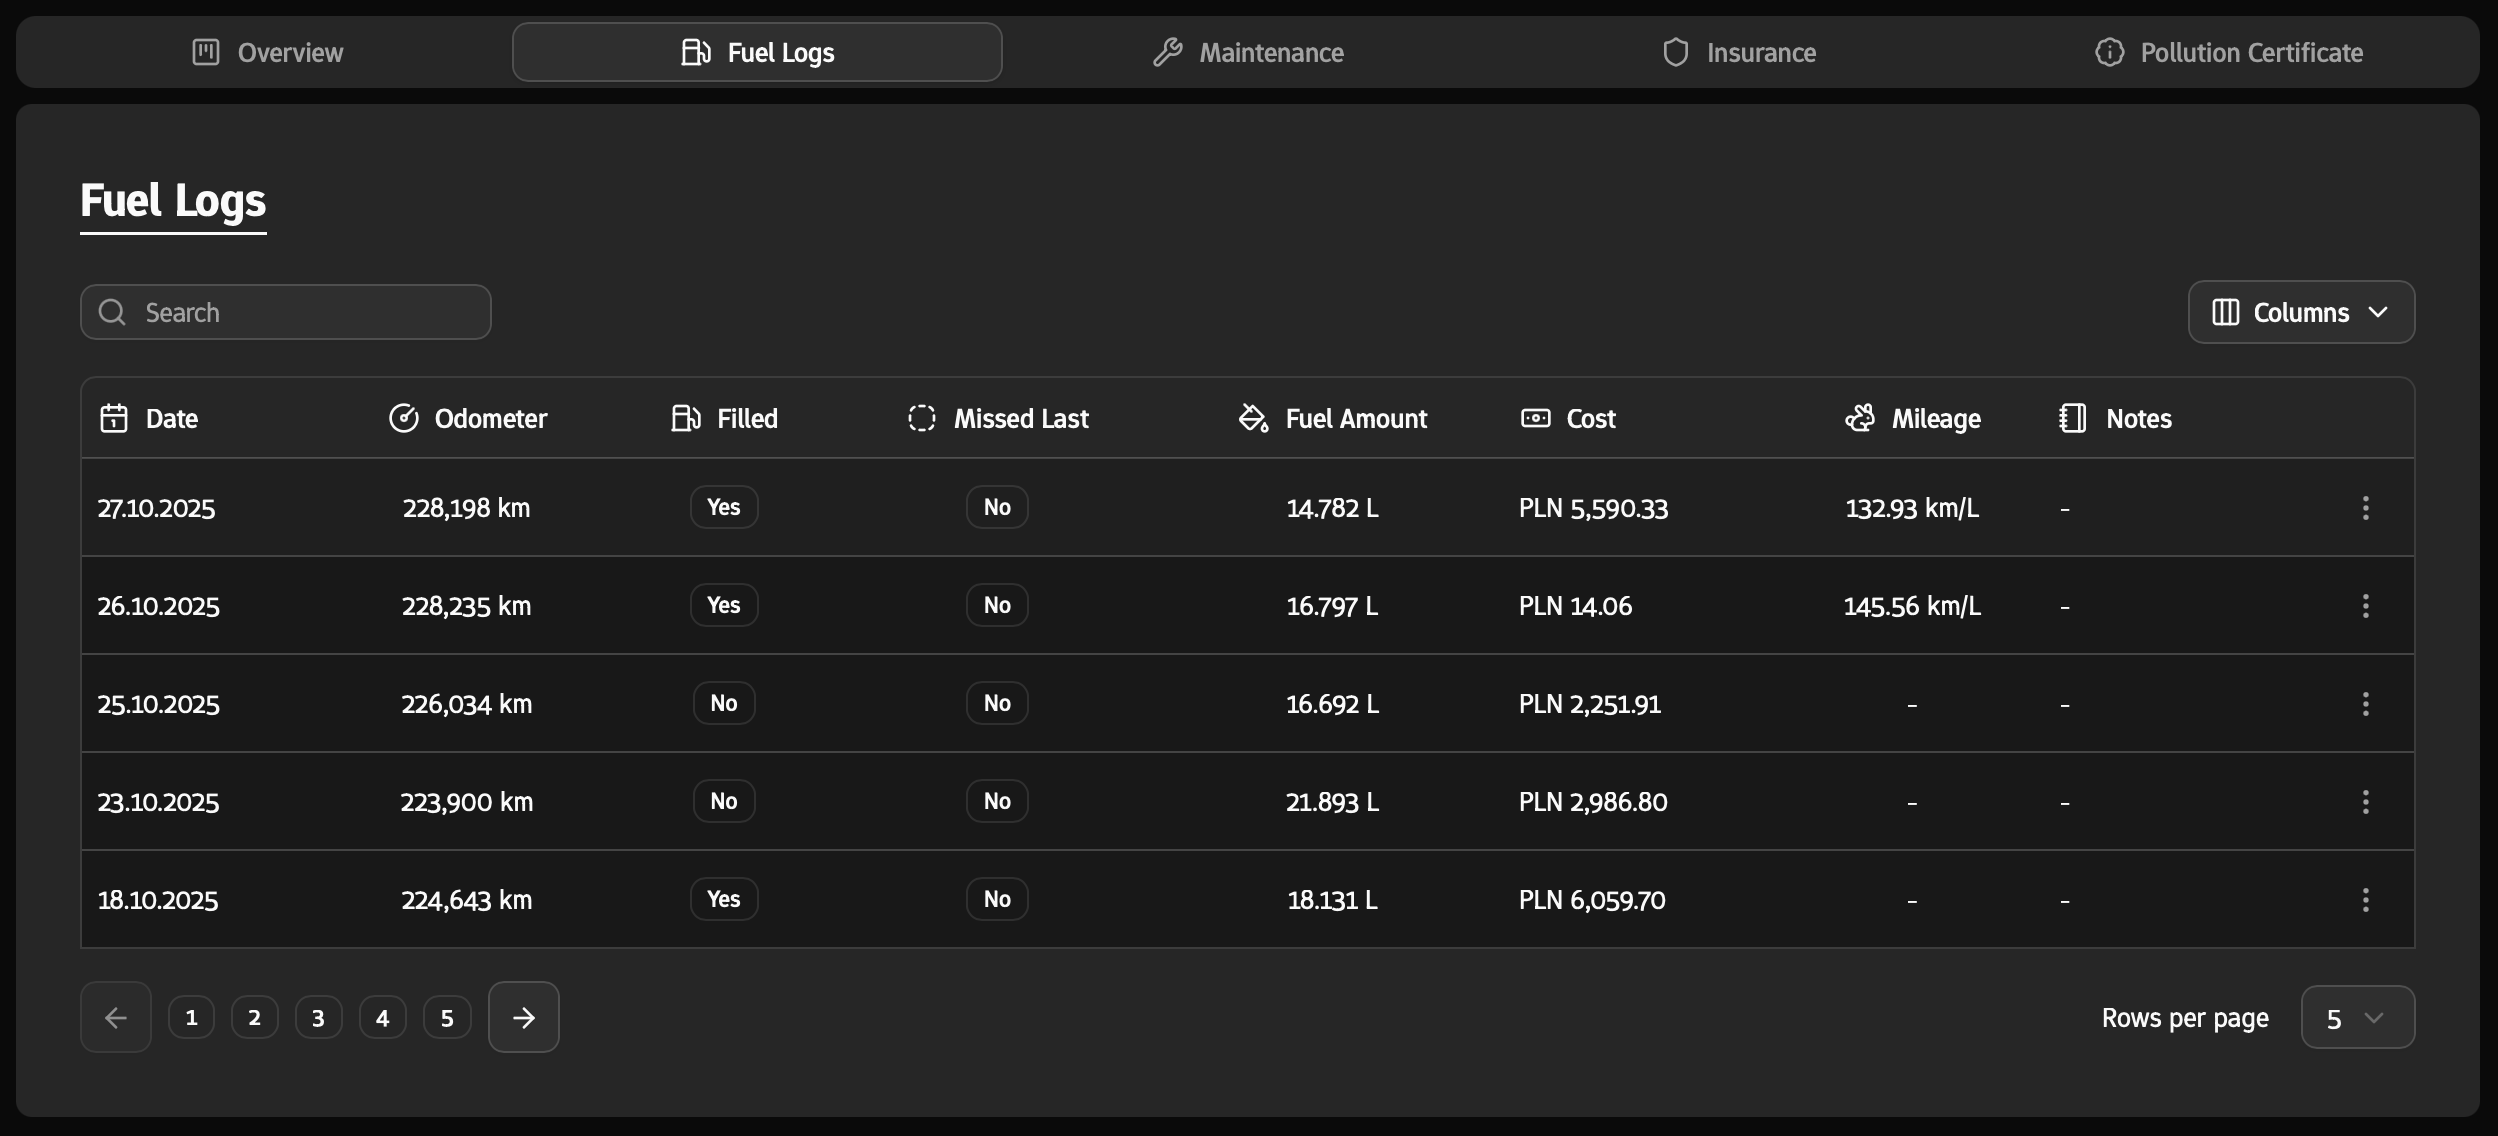 Overview Fuel Logs Maintenance Insurance Pollution Certificate
Fuel Logs
Search Columns
Date Odometer Filled Missed Last Fuel Amount Cost Mileage Notes
27.10.2025 228,198 km Yes No 14.782 L PLN 5,590.33 132.93 km/L -
26.10.2025 228,235 km Yes No 16.797 L PLN 14.06 145.56 km/L -
25.10.2025 226,034 km No No 16.692 L PLN 2,251.91 - -
23.10.2025 223,900 km No No 21.893 L PLN 2,986.80 - -
18.10.2025 224,643 km Yes No 18.131 L PLN 6,059.70 - -
1 2 3 4 5 Rows per page 5